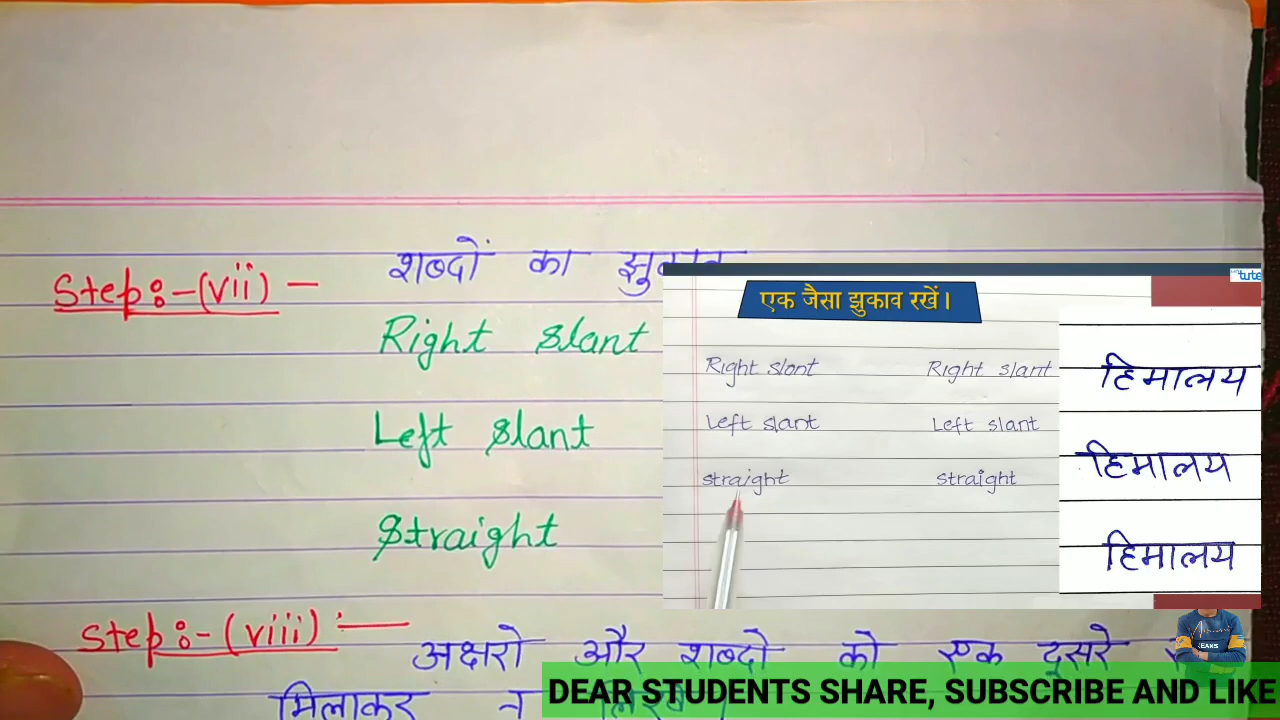 शब्दों का झुकाव
Step:-(vii) —
Right slant
Left slant
Straight
एक जैसा झुकाव रखें।
Right slant Right slant
Left slant Left slant
straight straight
हिमालय
हिमालय
हिमालय
tute
Step:-(viii) :—
अक्षरो और शब्दो को एक दूसरे
मिलाकर न लिखे।
DEAR STUDENTS SHARE, SUBSCRIBE AND LIKE